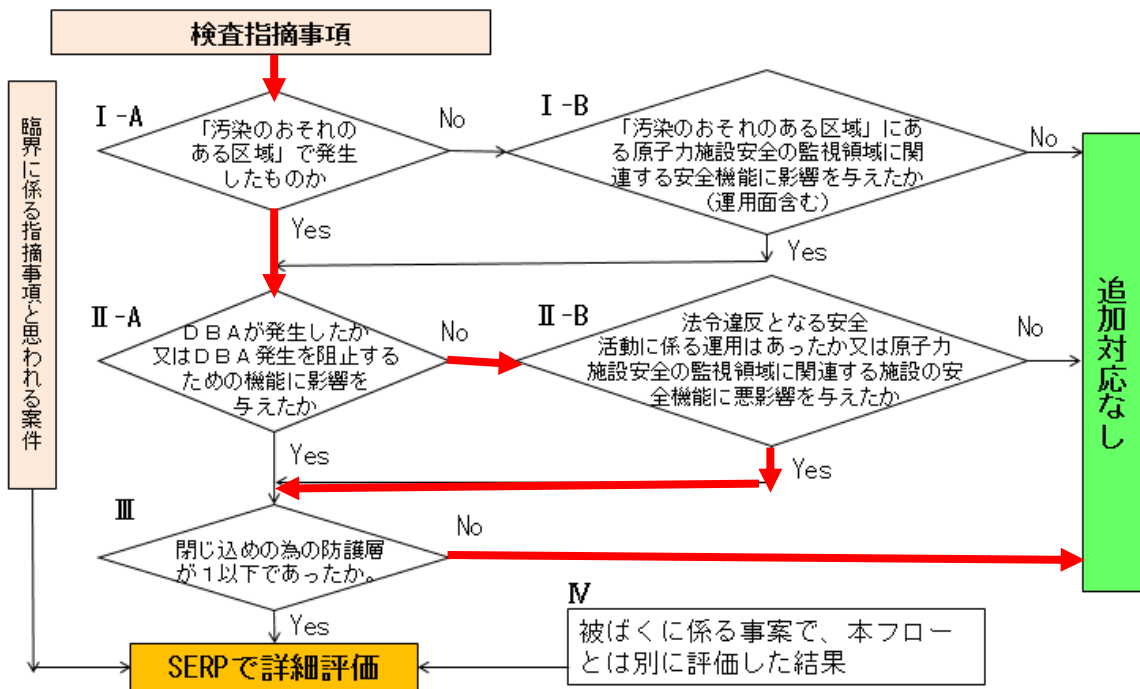 検査指摘事項
Ⅰ-A
「汚染のおそれの
ある区域」で発生
したものか
No
Ⅰ-B
「汚染のおそれのある区域」にあ
る原子力施設安全の監視領域に関
連する安全機能に影響を与えたか
(運用面含む)
No
Yes
Yes
Ⅱ-A
DBAが発生したか
又はDBA発生を阻止する
ための機能に影響を
与えたか
No
Ⅱ-B
法令違反となる安全
活動に係る運用はあったか又は原子力
施設安全の監視領域に関連する施設の安
全機能に悪影響を与えたか
No
Yes
Yes
Ⅲ
閉じ込めの為の防護層
が1以下であったか。
No
Yes
Ⅳ
被ばくに係る事案で、本フロー
とは別に評価した結果
SERPで詳細評価
臨界に係る指摘事項と思われる案件
追加対応なし